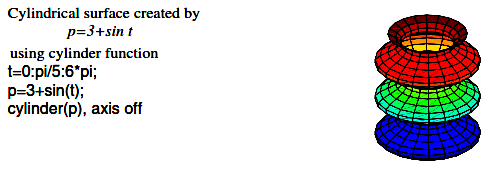 Cylindrical surface created by
p=3+sin t
using cylinder function
t=0:pi/5:6*pi;
p=3+sin(t);
cylinder(p), axis off